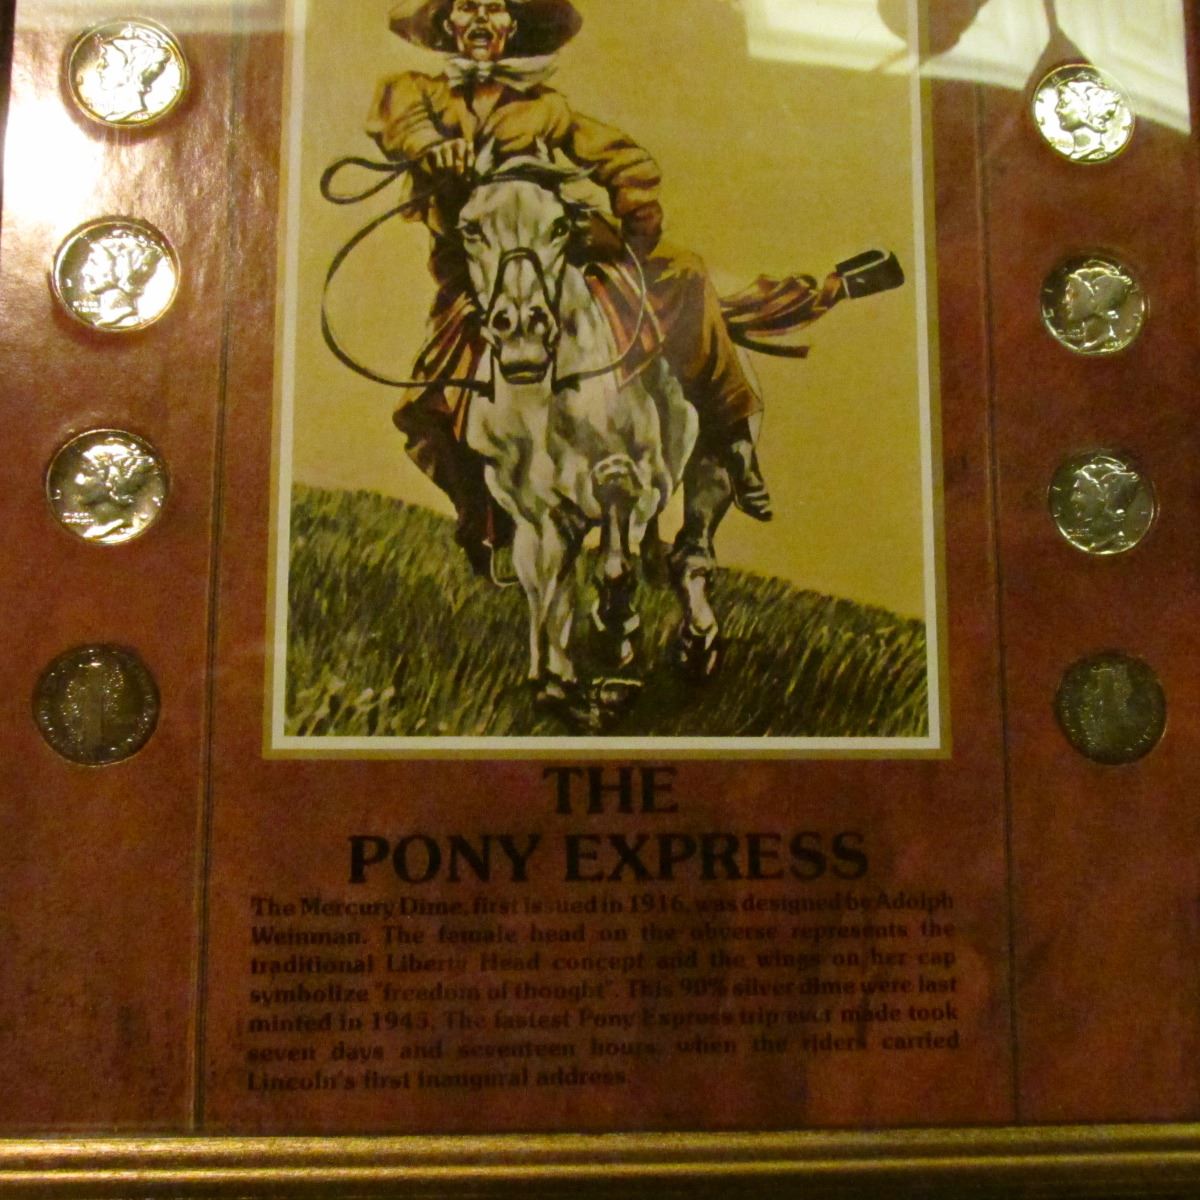 THE
PONY EXPRESS
The Mercury Dime, first issued in 1916, was designed by Adolph
Weinman. The female head on the obverse represents the
traditional Liberty Head concept and the wings on her cap
symbolize "freedom of thought". This 90% silver dime were last
minted in 1945. The fastest Pony Express trip ever made took
seven days and seventeen hours, when the riders carried
Lincoln's first inaugural address.